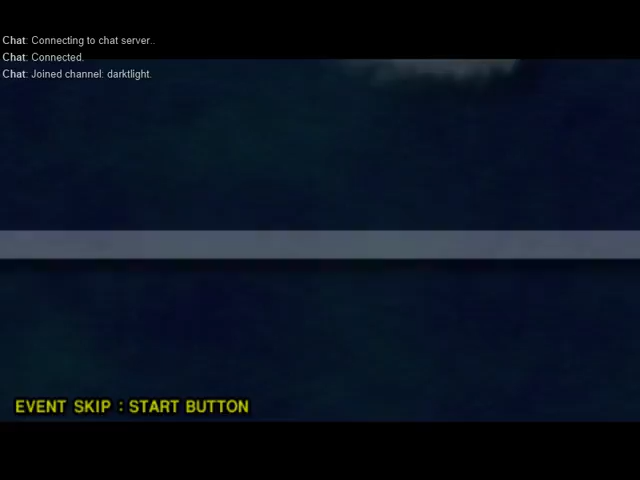 Chat: Connecting to chat server..
Chat: Connected.
Chat: Joined channel: darktlight.
EVENT SKIP : START BUTTON